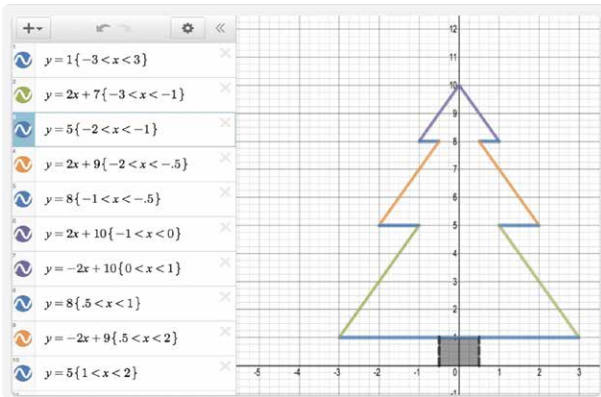 y = 1{−3 < x < 3}
y = 2x + 7{−3 < x < −1}
y = 5{−2 < x < −1}
y = 2x + 9{−2 < x < −.5}
y = 8{−1 < x < −.5}
y = 2x + 10{−1 < x < 0}
y = −2x + 10{0 < x < 1}
y = 8{.5 < x < 1}
y = −2x + 9{.5 < x < 2}
y = 5{1 < x < 2}
12
11
10
9
8
7
6
5
4
3
2
1
-5 -4 -3 -2 -1 0 1 2 3
-1